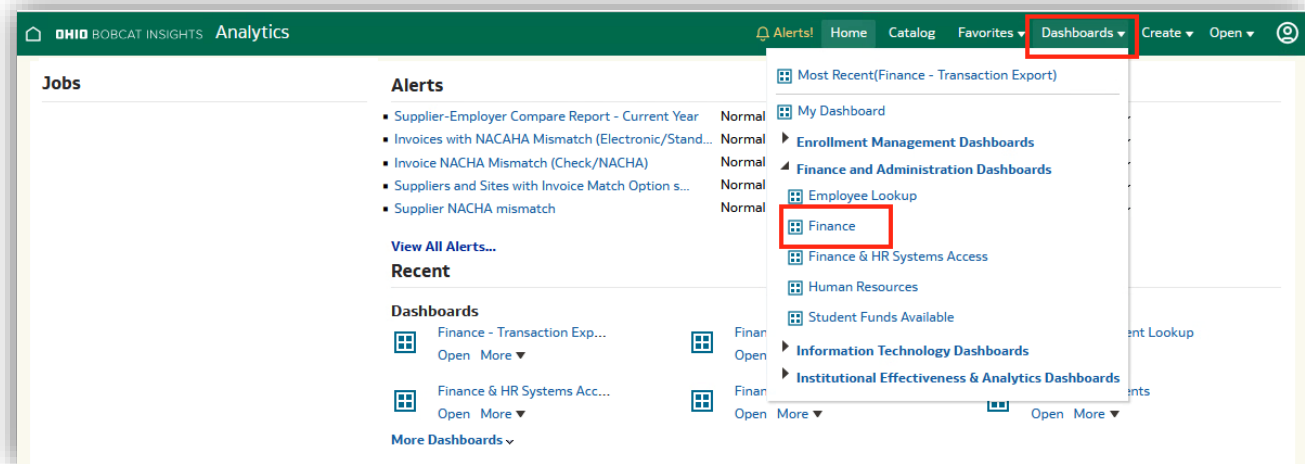 OHIO BOBCAT INSIGHTS Analytics
Alerts! Home Catalog Favorites Dashboards Create Open
Jobs
Alerts
Supplier-Employer Compare Report - Current Year Normal
Invoices with NACAHA Mismatch (Electronic/Stand... Normal
Invoice NACHA Mismatch (Check/NACHA) Normal
Suppliers and Sites with Invoice Match Option s... Normal
Supplier NACHA mismatch Normal
View All Alerts...
Recent
Dashboards
Finance - Transaction Exp...
Open More
Finan
Open
ent Lookup
Finance & HR Systems Acc...
Open More
Finan
Open More
ents
Open More
More Dashboards
Most Recent(Finance - Transaction Export)
My Dashboard
Enrollment Management Dashboards
Finance and Administration Dashboards
Employee Lookup
Finance
Finance & HR Systems Access
Human Resources
Student Funds Available
Information Technology Dashboards
Institutional Effectiveness & Analytics Dashboards